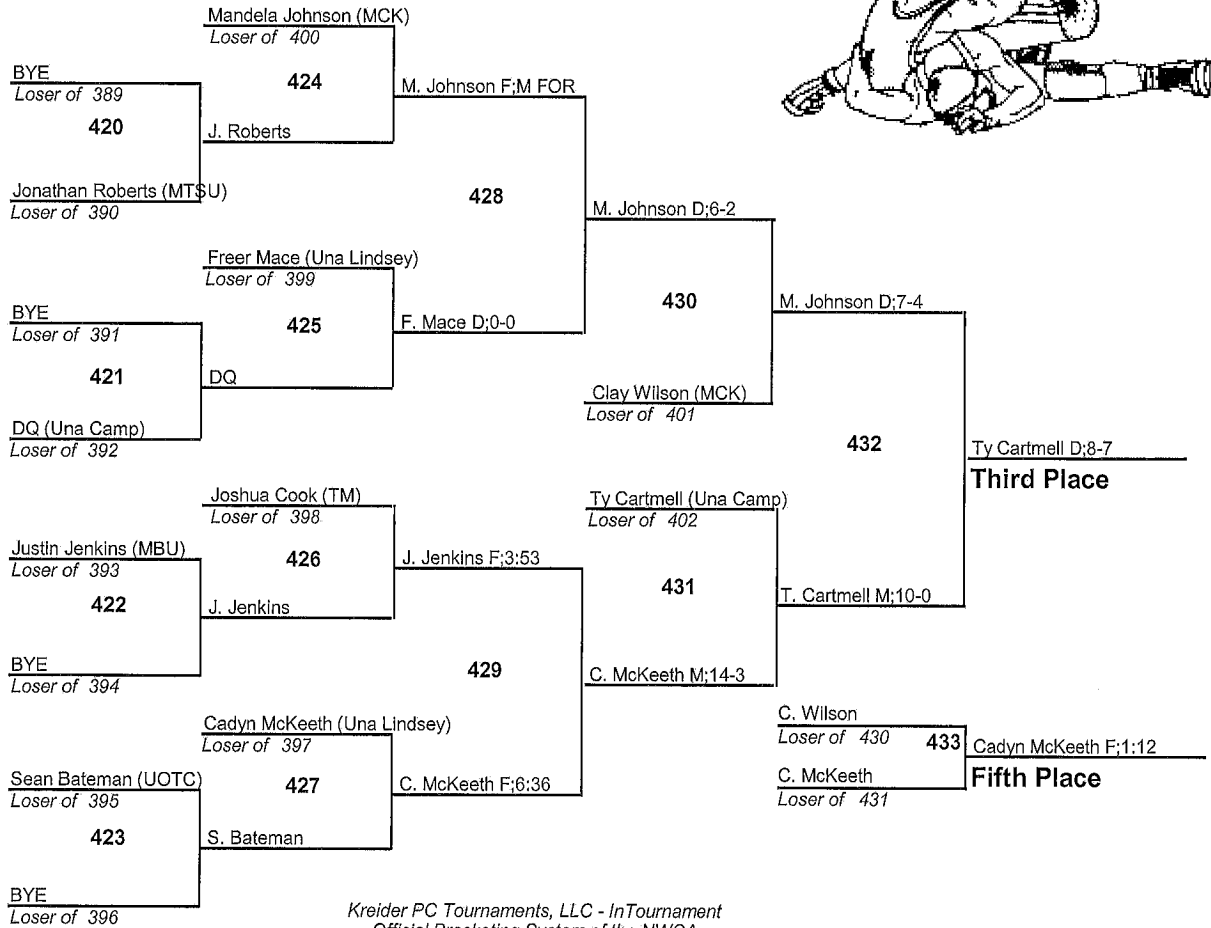 Mandela Johnson (MCK)
Loser of 400
BYE
Loser of 389
424
M. Johnson F;M FOR
420
J. Roberts
Jonathan Roberts (MTSU)
Loser of 390
428
M. Johnson D;6-2
Freer Mace (Una Lindsey)
Loser of 399
BYE
Loser of 391
425
F. Mace D;0-0
430
M. Johnson D;7-4
421
DQ
Clay Wilson (MCK)
Loser of 401
DQ (Una Camp)
Loser of 392
432
Ty Cartmell D;8-7
Third Place
Joshua Cook (TM)
Loser of 398
Ty Cartmell (Una Camp)
Loser of 402
Justin Jenkins (MBU)
Loser of 393
426
J. Jenkins F;3:53
431
T. Cartmell M;10-0
422
J. Jenkins
BYE
Loser of 394
429
C. McKeeth M;14-3
Cadyn McKeeth (Una Lindsey)
Loser of 397
C. Wilson
Loser of 430
433
Cadyn McKeeth F;1:12
Fifth Place
C. McKeeth
Loser of 431
Sean Bateman (UOTC)
Loser of 395
427
C. McKeeth F;6:36
423
S. Bateman
BYE
Loser of 396
Kreider PC Tournaments, LLC - InTournament
Official Bracketing System of the NWCA